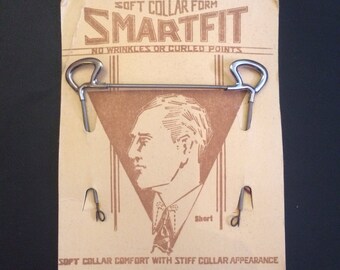 SOFT COLLAR FORM
SMARTFIT
NO WRINKLES OR CURLED POINTS
Short
SOFT COLLAR COMFORT WITH STIFF COLLAR APPEARANCE